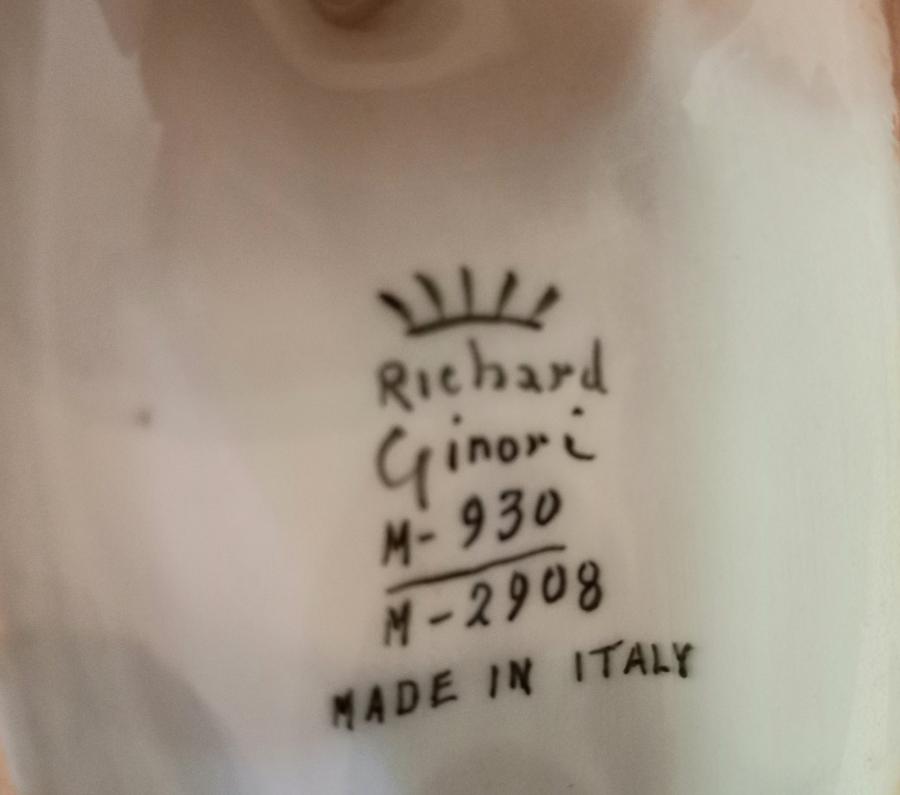 Richard
Ginori
M-930
M-2908
MADE IN ITALY